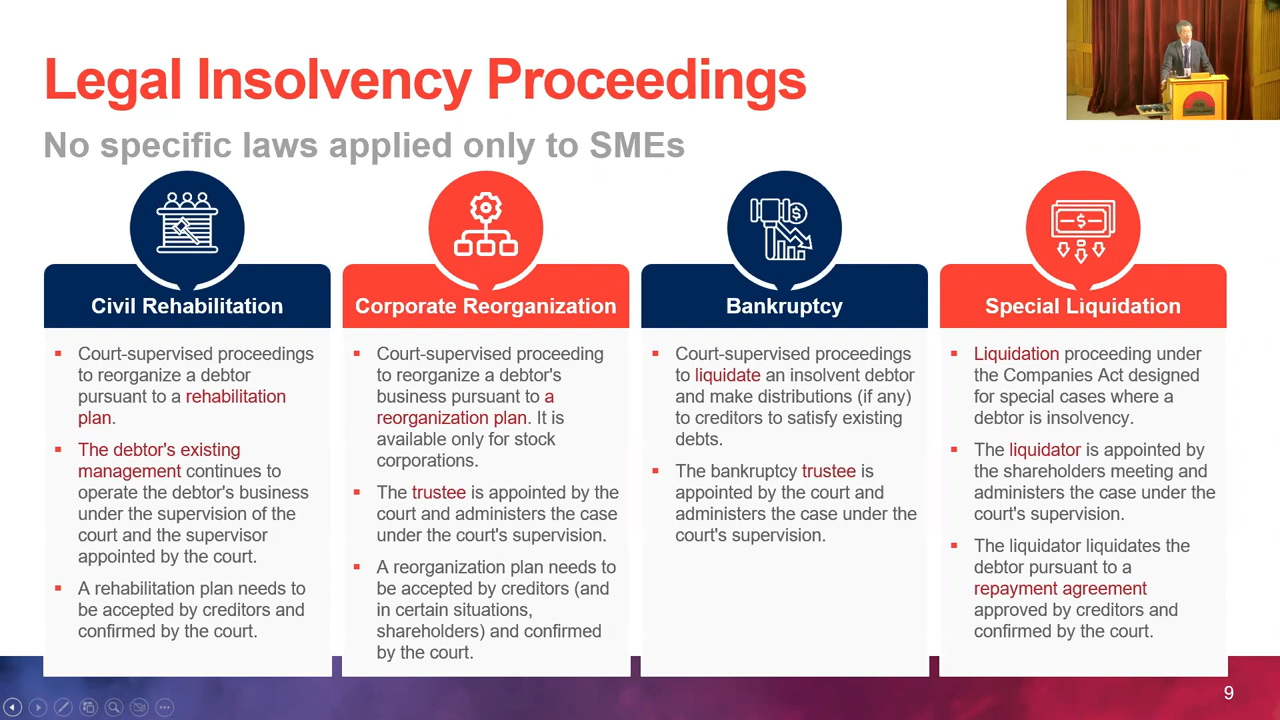 Legal Insolvency Proceedings
No specific laws applied only to SMEs
Civil Rehabilitation
▪ Court-supervised proceedings
to reorganize a debtor
pursuant to a rehabilitation
plan.
▪ The debtor's existing
management continues to
operate the debtor's business
under the supervision of the
court and the supervisor
appointed by the court.
▪ A rehabilitation plan needs to
be accepted by creditors and
confirmed by the court.
Corporate Reorganization
▪ Court-supervised proceeding
to reorganize a debtor's
business pursuant to a
reorganization plan. It is
available only for stock
corporations.
▪ The trustee is appointed by the
court and administers the case
under the court's supervision.
▪ A reorganization plan needs to
be accepted by creditors (and
in certain situations,
shareholders) and confirmed
by the court.
Bankruptcy
▪ Court-supervised proceedings
to liquidate an insolvent debtor
and make distributions (if any)
to creditors to satisfy existing
debts.
▪ The bankruptcy trustee is
appointed by the court and
administers the case under the
court's supervision.
Special Liquidation
▪ Liquidation proceeding under
the Companies Act designed
for special cases where a
debtor is insolvency.
▪ The liquidator is appointed by
the shareholders meeting and
administers the case under the
court's supervision.
▪ The liquidator liquidates the
debtor pursuant to a
repayment agreement
approved by creditors and
confirmed by the court.
9